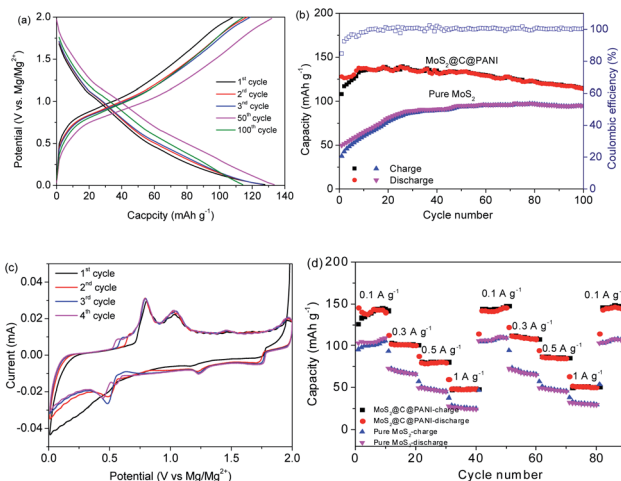 (a)
2.0
1.6
1.2
0.8
0.4
0.0
Potential (V vs. Mg/Mg2+)
1st cycle
2rd cycle
3nd cycle
50th cycle
100th cycle
0 20 40 60 80 100 120 140
Cacpcity (mAh g-1)
(b)
200
150
100
50
0
Capacity (mAh g-1)
MoS2@C@PANI
Pure MoS2
Charge
Discharge
0 20 40 60 80 100
Cycle number
100
80
60
40
20
0
Coulombic efficiency (%)
(c)
0.04
0.02
0.00
-0.02
-0.04
Current (mA)
1st cycle
2nd cycle
3rd cycle
4th cycle
0.0 0.5 1.0 1.5 2.0
Potential (V vs Mg/Mg2+)
(d)
200
150
100
50
0
Capacity (mAh g-1)
0.1 A g-1
0.3 A g-1
0.5 A g-1
1 A g-1
0.1 A g-1
0.3 A g-1
0.5 A g-1
1 A g-1
0.1 A g-1
MoS2@C@PANI-charge
MoS2@C@PANI-discharge
Pure MoS2-charge
Pure MoS2-discharge
0 20 40 60 80
Cycle number